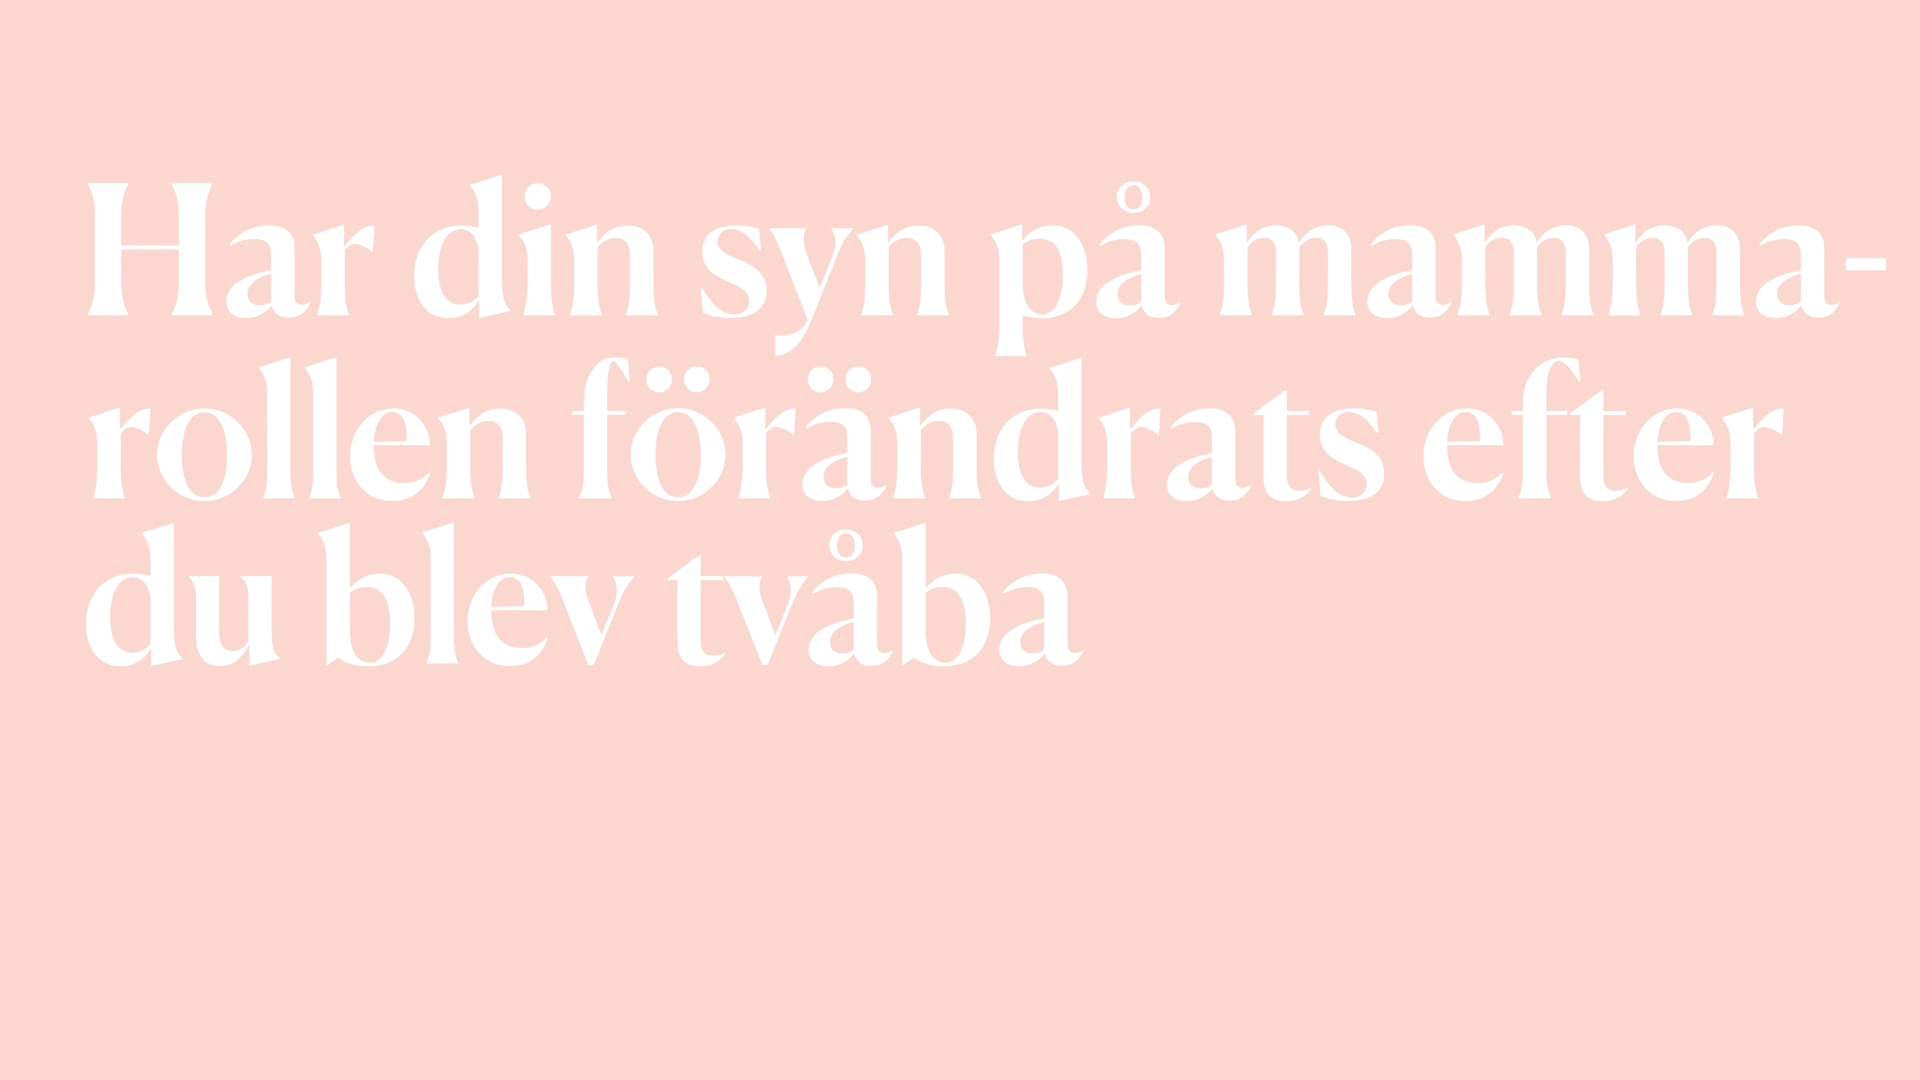 Har din syn på mamma-
rollen förändrats efter
du blev tvåba